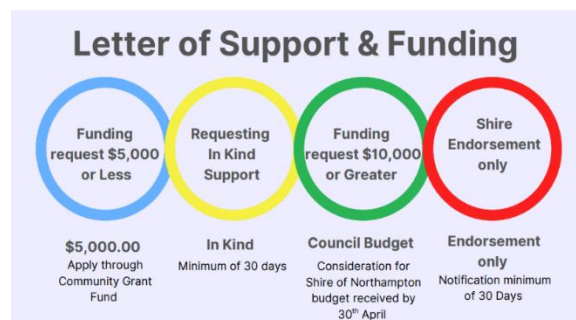 Letter of Support & Funding
Funding
request $5,000
or Less
Requesting
In Kind
Support
Funding
request $10,000
or Greater
Shire
Endorsement
only
$5,000.00
Apply through
Community Grant
Fund
In Kind
Minimum of 30 days
Council Budget
Consideration for
Shire of Northampton
budget received by
30th April
Endorsement
only
Notification minimum
of 30 Days